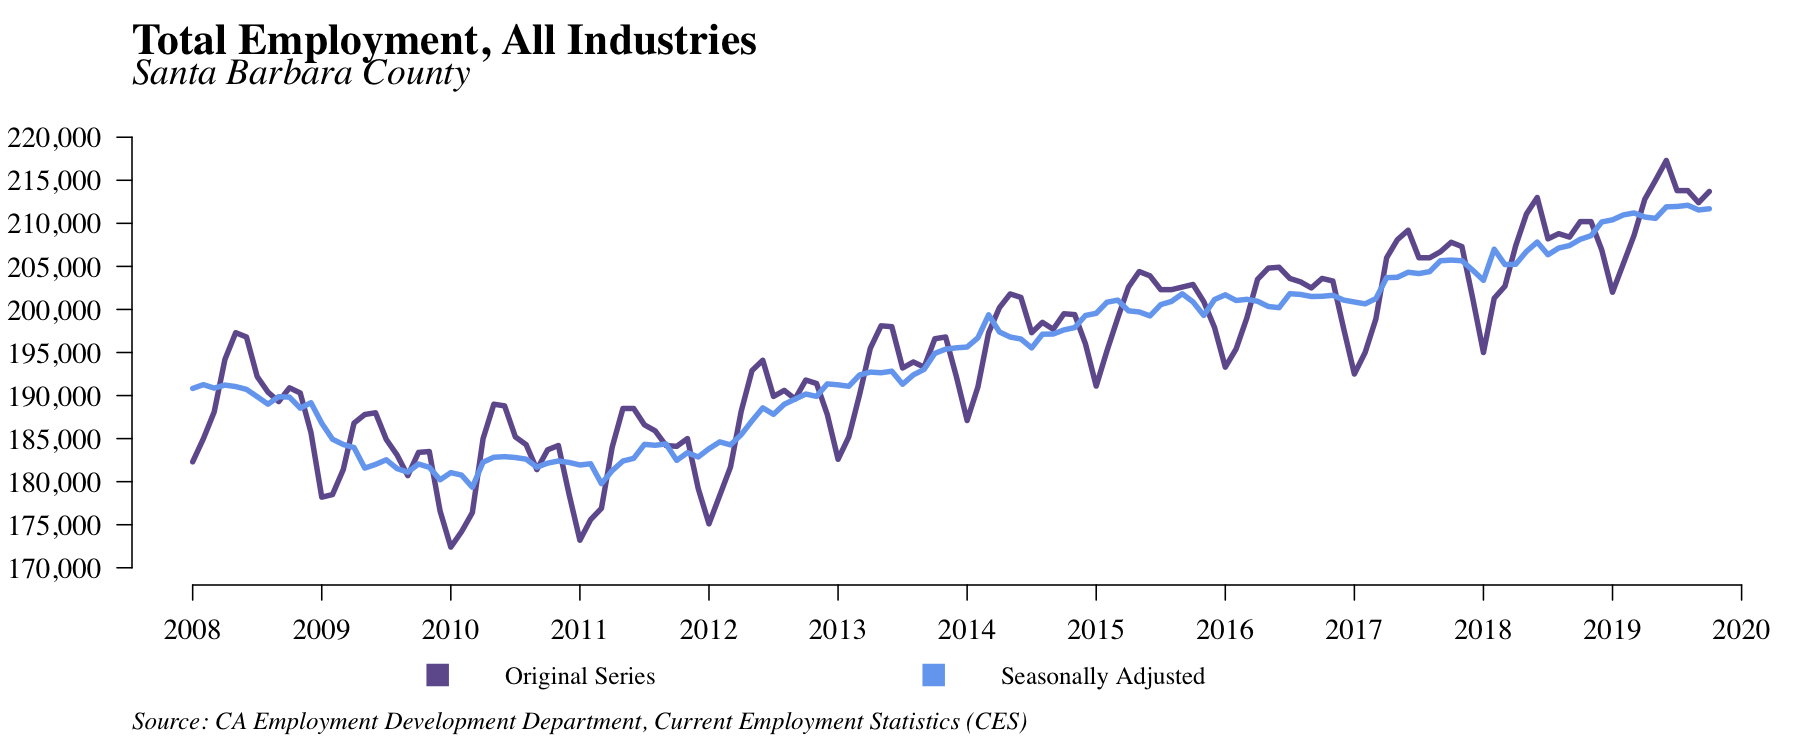 Total Employment, All Industries
Santa Barbara County
220,000
215,000
210,000
205,000
200,000
195,000
190,000
185,000
180,000
175,000
170,000
2008 2009 2010 2011 2012 2013 2014 2015 2016 2017 2018 2019 2020
Original Series Seasonally Adjusted
Source: CA Employment Development Department, Current Employment Statistics (CES)